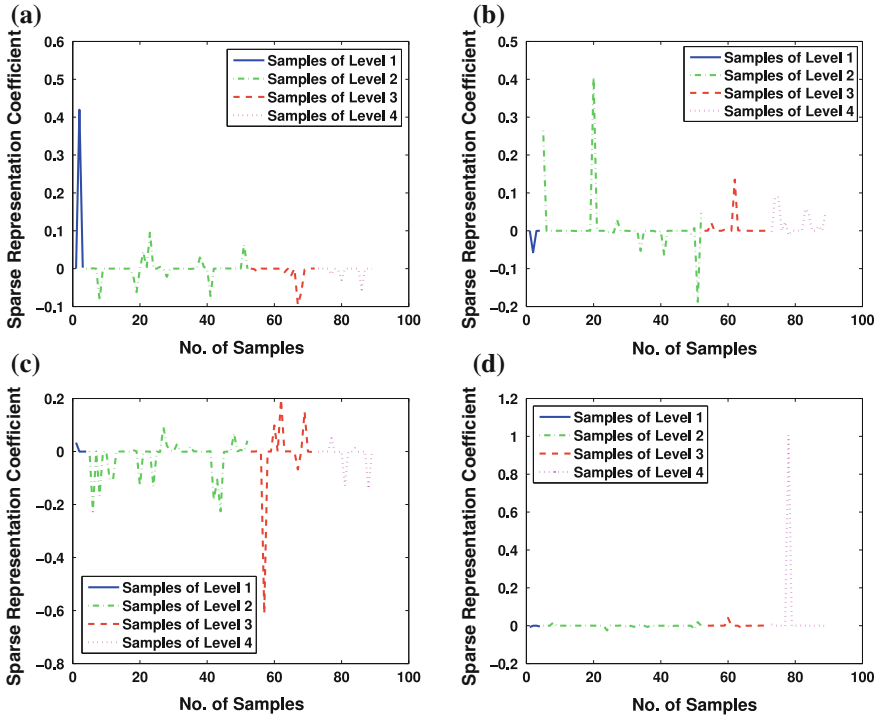 (a)
Sparse Representation Coefficient
0.6
0.5
0.4
0.3
0.2
0.1
0
−0.1
0
20
40
60
80
100
No. of Samples
Samples of Level 1
Samples of Level 2
Samples of Level 3
Samples of Level 4
(b)
Sparse Representation Coefficient
0.5
0.4
0.3
0.2
0.1
0
−0.1
−0.2
0
20
40
60
80
100
No. of Samples
Samples of Level 1
Samples of Level 2
Samples of Level 3
Samples of Level 4
(c)
Sparse Representation Coefficient
0.2
0
−0.2
−0.4
−0.6
−0.8
0
20
40
60
80
100
No. of Samples
Samples of Level 1
Samples of Level 2
Samples of Level 3
Samples of Level 4
(d)
Sparse Representation Coefficient
1.2
1
0.8
0.6
0.4
0.2
0
−0.2
0
20
40
60
80
100
No. of Samples
Samples of Level 1
Samples of Level 2
Samples of Level 3
Samples of Level 4